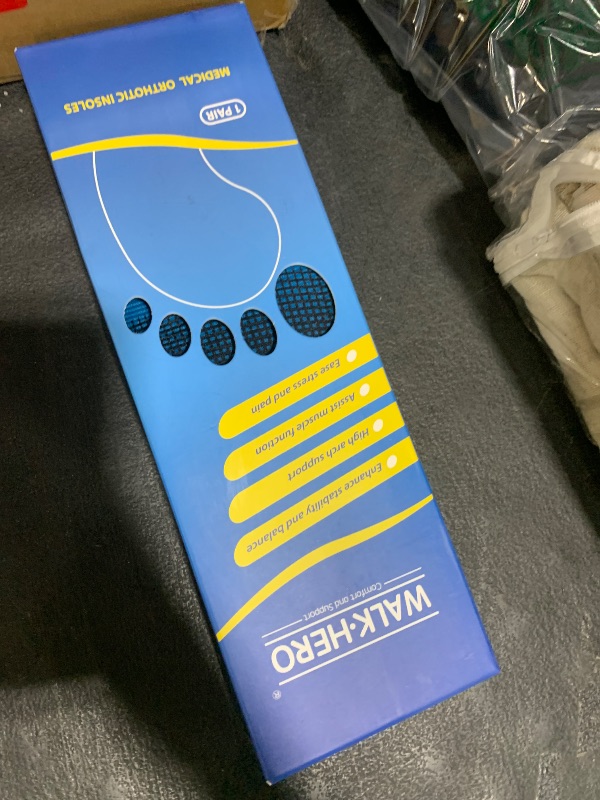 WALK·HERO®
Comfort and Support
Enhance stability and balance
High arch support
Assist muscle function
Ease stress and pain
1 PAIR
MEDICAL ORTHOTIC INSOLES